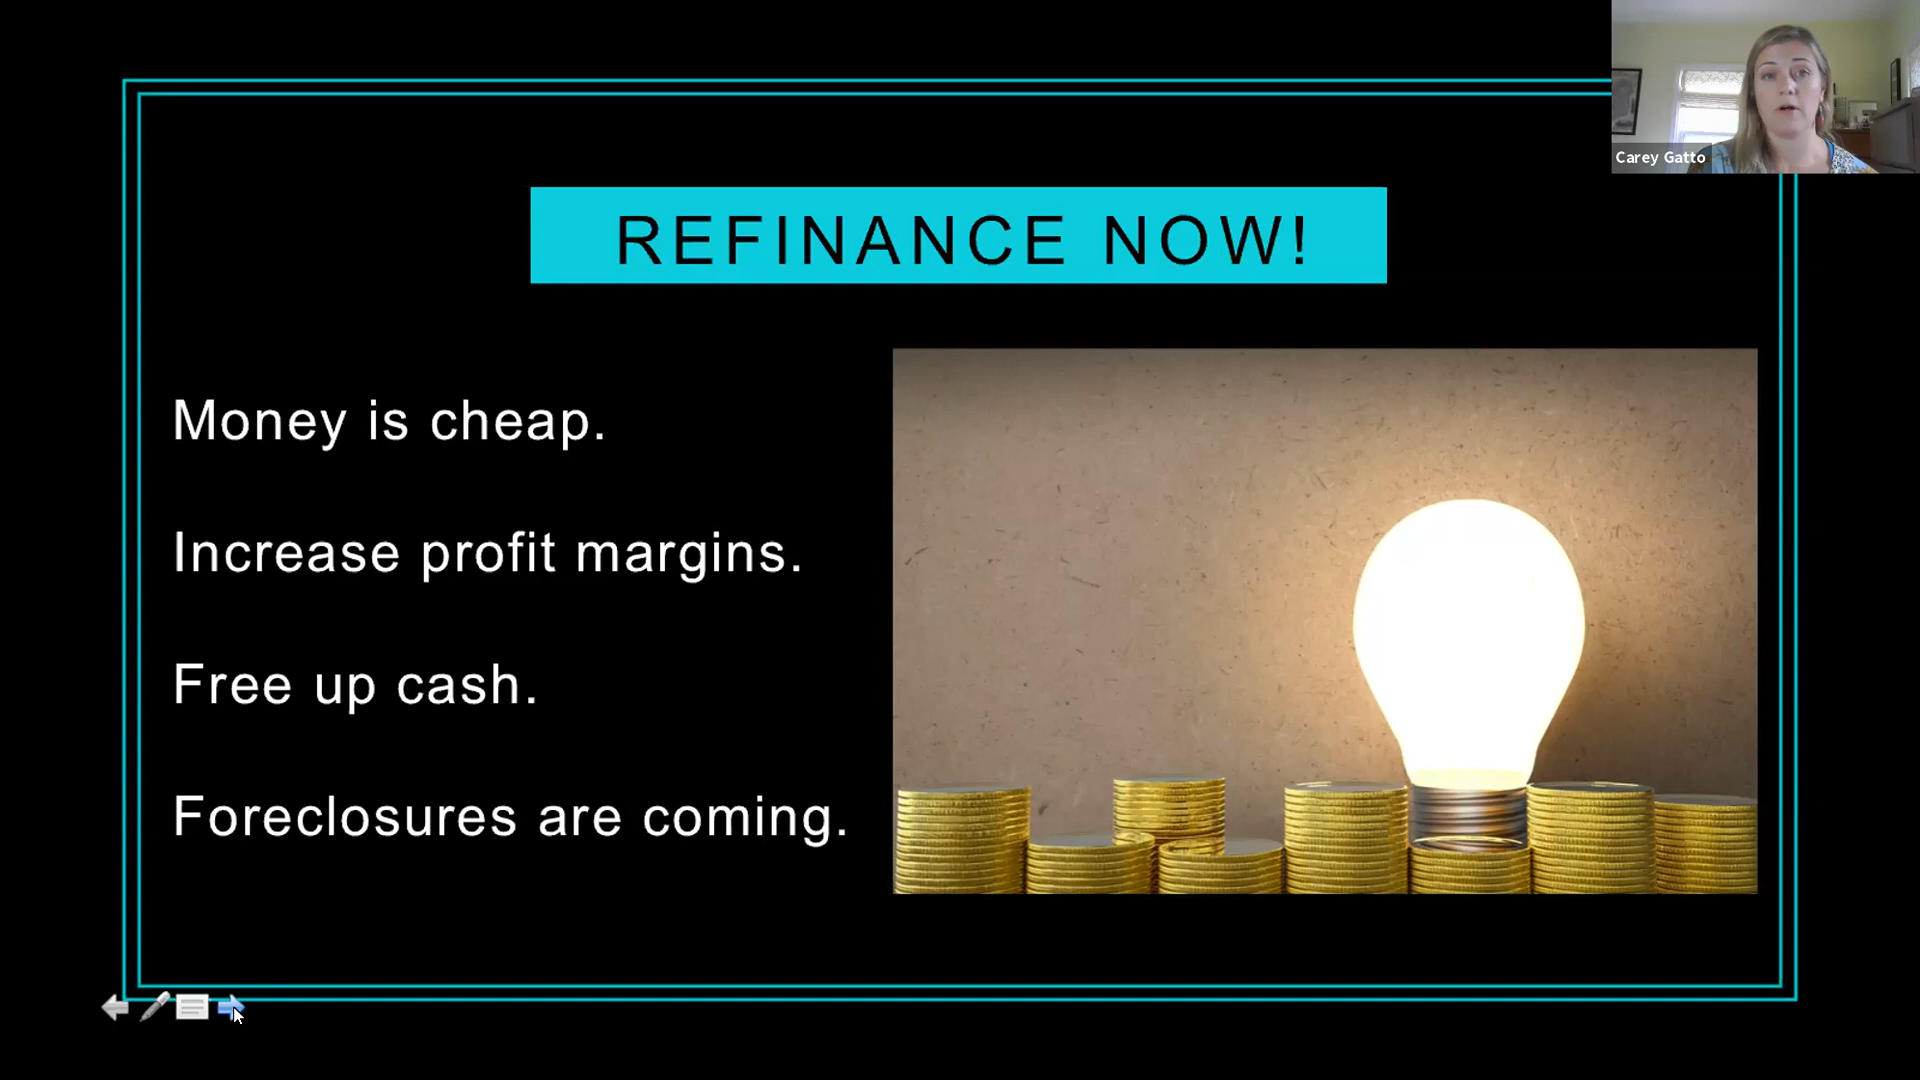 Carey Gatto
REFINANCE NOW!
Money is cheap.
Increase profit margins.
Free up cash.
Foreclosures are coming.